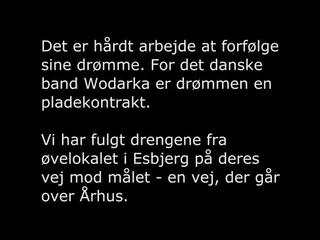 Det er hårdt arbejde at forfølge
sine drømme. For det danske
band Wodarka er drømmen en
pladekontrakt.
Vi har fulgt drengene fra
øvelokalet i Esbjerg på deres
vej mod målet - en vej, der går
over Århus.